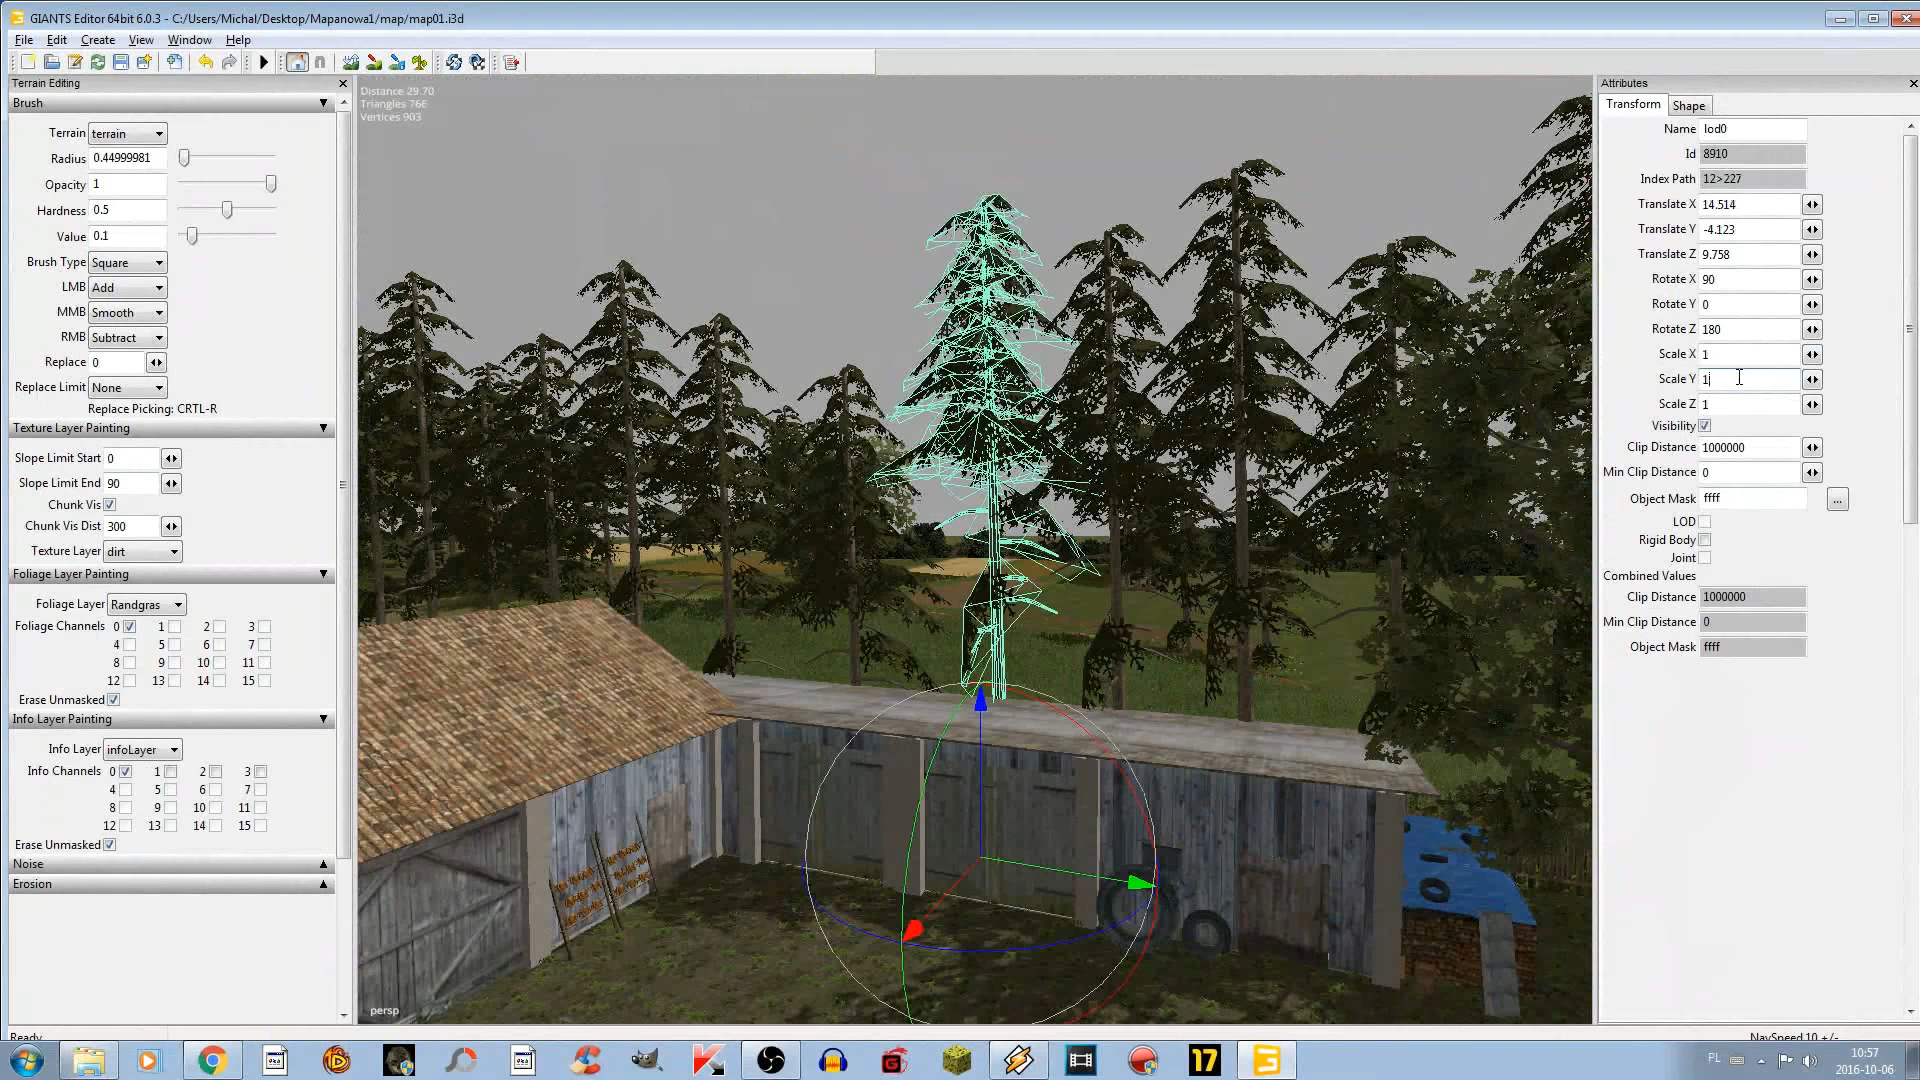 GIANTS Editor 64bit 6.0.3 - C:/Users/Michal/Desktop/Mapanowa1/map/map01.i3d
File Edit Create View Window Help
Terrain Editing
Brush
Terrain terrain
Radius 0.44999981
Opacity 1
Hardness 0.5
Value 0.1
Brush Type Square
LMB Add
MMB Smooth
RMB Subtract
Replace 0
Replace Limit None
Replace Picking: CRTL-R
Texture Layer Painting
Slope Limit Start 0
Slope Limit End 90
Chunk Vis
Chunk Vis Dist 300
Texture Layer dirt
Foliage Layer Painting
Foliage Layer Randgras
Foliage Channels 0 1 2 3
4 5 6 7
8 9 10 11
12 13 14 15
Erase Unmasked
Info Layer Painting
Info Layer infoLayer
Info Channels 0 1 2 3
4 5 6 7
8 9 10 11
12 13 14 15
Erase Unmasked
Noise
Erosion
Ready
Distance 29.70
Triangles 766
Vertices 903
persp
Attributes
Transform Shape
Name lod0
Id 8910
Index Path 12>227
Translate X 14.514
Translate Y -4.123
Translate Z 9.758
Rotate X 90
Rotate Y 0
Rotate Z 180
Scale X 1
Scale Y 1
Scale Z 1
Visibility
Clip Distance 1000000
Min Clip Distance 0
Object Mask ffff ...
LOD
Rigid Body
Joint
Combined Values
Clip Distance 1000000
Min Clip Distance 0
Object Mask ffff
NavSpeed 10 +/-
17
PL
10:57
2016-10-06